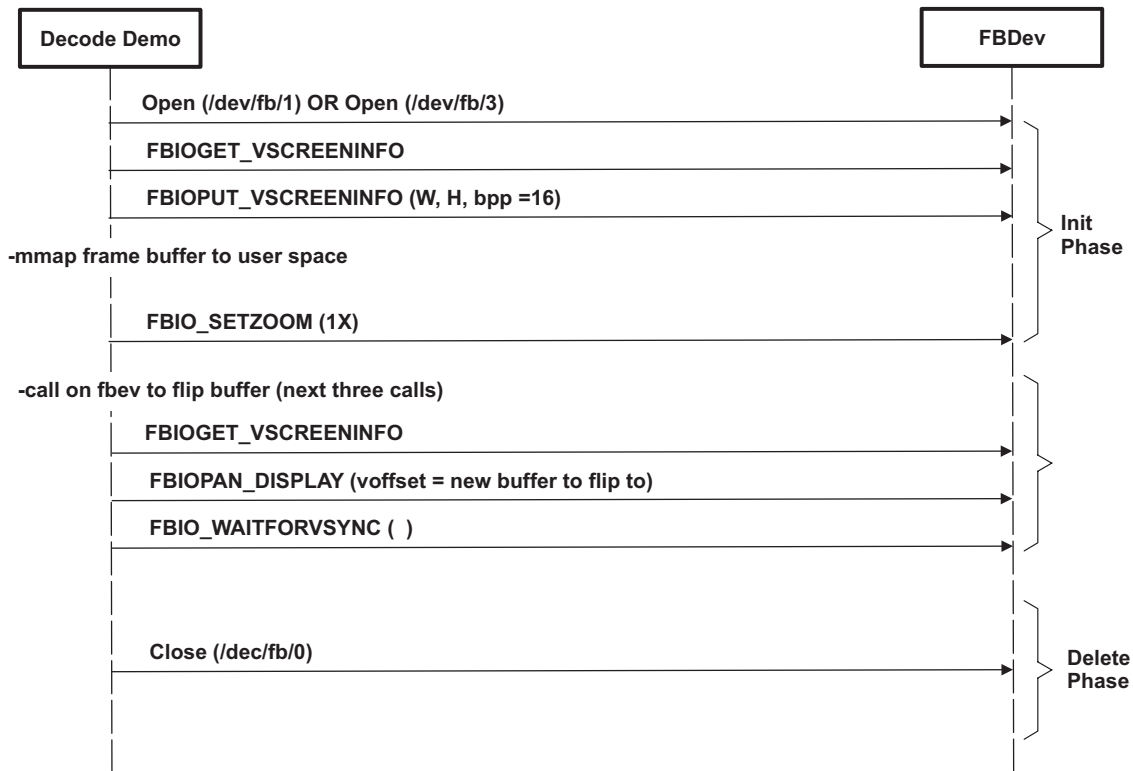 Decode Demo
FBDev
Open (/dev/fb/1) OR Open (/dev/fb/3)
FBIOGET_VSCREENINFO
FBIOPUT_VSCREENINFO (W, H, bpp =16)
Init
Phase
-mmap frame buffer to user space
FBIO_SETZOOM (1X)
-call on fbev to flip buffer (next three calls)
FBIOGET_VSCREENINFO
FBIOPAN_DISPLAY (voffset = new buffer to flip to)
FBIO_WAITFORVSYNC ( )
Close (/dec/fb/0)
Delete
Phase